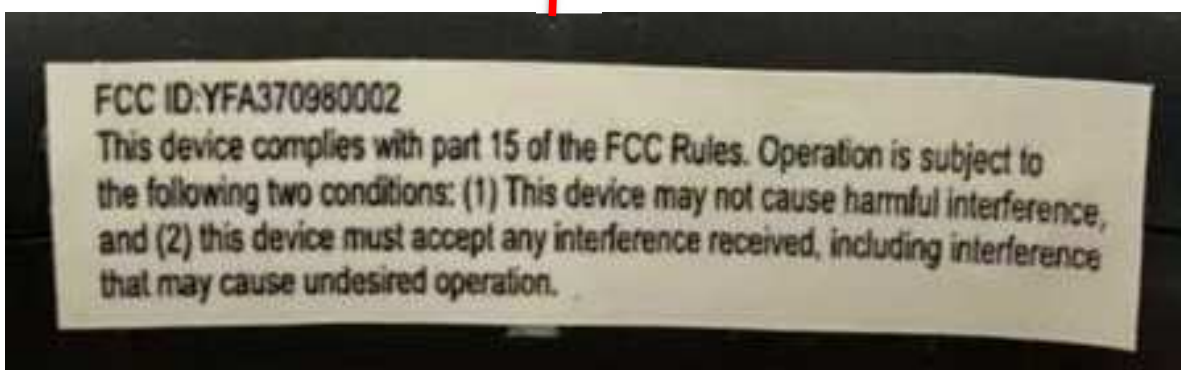 FCC ID:YFA370980002
This device complies with part 15 of the FCC Rules. Operation is subject to
the following two conditions: (1) This device may not cause harmful interference,
and (2) this device must accept any interference received, including interference
that may cause undesired operation.